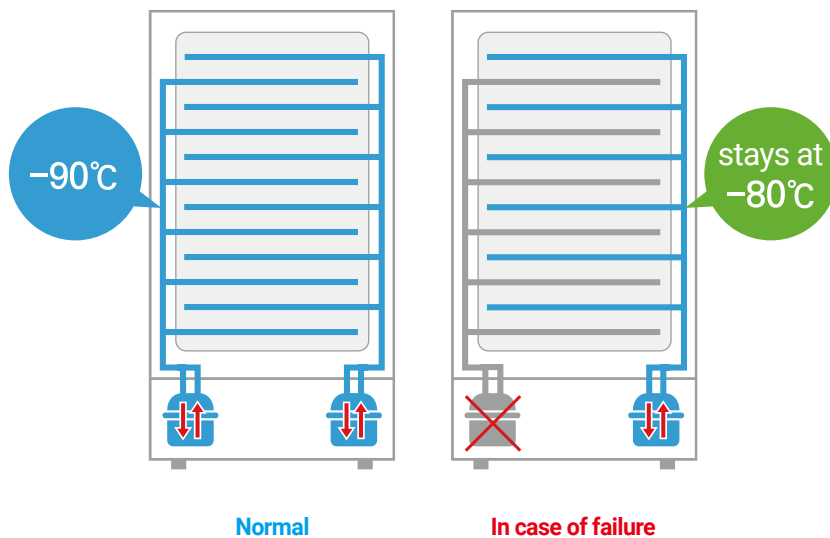 −90℃
stays at
−80℃
Normal
In case of failure